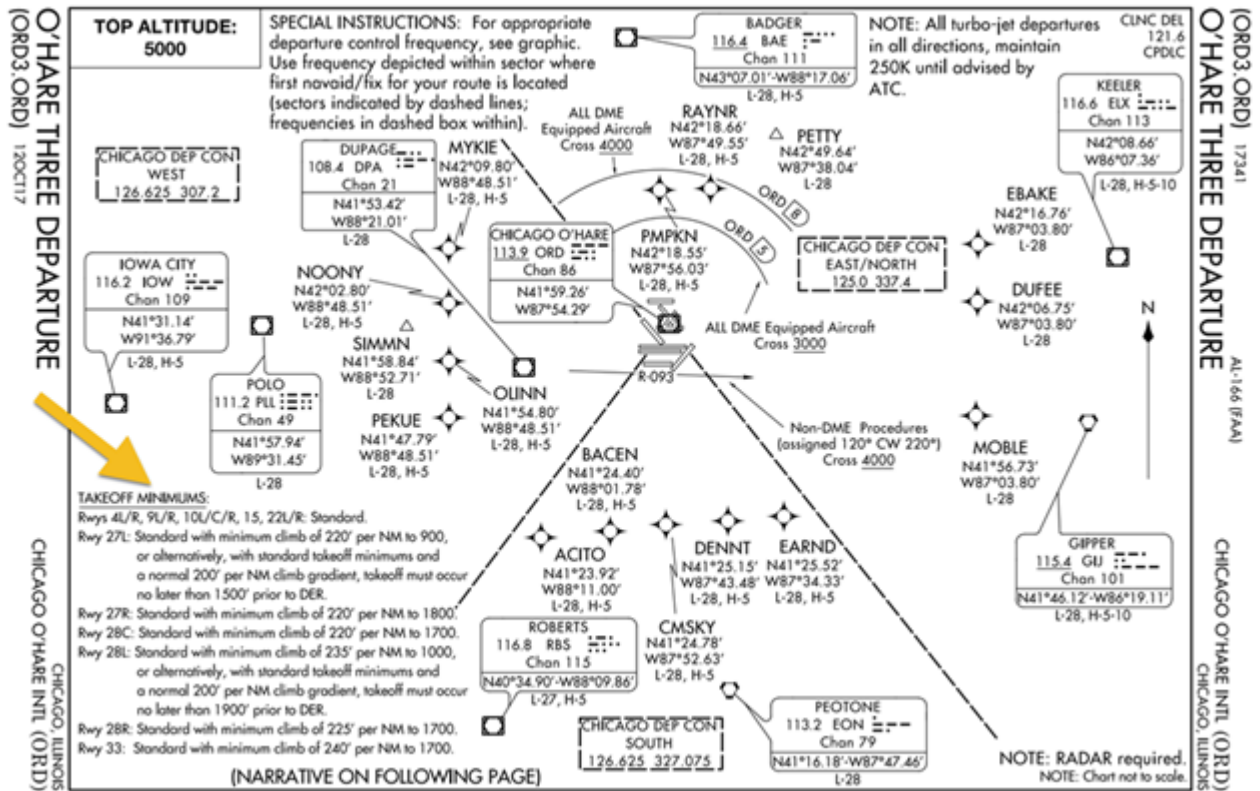 (ORD3.ORD) 12OCT17
O'HARE THREE DEPARTURE
CHICAGO, ILLINOIS
CHICAGO O'HARE INTL (ORD)
TOP ALTITUDE:
5000
SPECIAL INSTRUCTIONS: For appropriate
departure control frequency, see graphic.
Use frequency depicted within sector where
first navaid/fix for your route is located
(sectors indicated by dashed lines;
frequencies in dashed box within).
BADGER
116.4 BAE
Chan 111
N43°07.01'-W88°17.06'
L-28, H-5
NOTE: All turbo-jet departures
in all directions, maintain
250K until advised by
ATC.
CLNC DEL
121.6
CPDLC
KEELER
116.6 ELX
Chan 113
N42°08.66'
W86°07.36'
L-28, H-5-10
CHICAGO DEP CON
WEST
126.625 307.2
DUPAGE
108.4 DPA
Chan 21
N41°53.42'
W88°21.01'
L-28
MYKIE
N42°09.80'
W88°48.51'
L-28, H-5
ALL DME
Equipped Aircraft
Cross 4000
RAYNR
N42°18.66'
W87°49.55'
L-28, H-5
PETTY
N42°49.64'
W87°38.04'
L-28
EBAKE
N42°16.76'
W87°03.80'
L-28
ORD 8
ORD 5
CHICAGO O'HARE
113.9 ORD
Chan 86
N41°59.26'
W87°54.29'
PMPKN
N42°18.55'
W87°56.03'
L-28, H-5
CHICAGO DEP CON
EAST/NORTH
125.0 337.4
IOWA CITY
116.2 IOW
Chan 109
N41°31.14'
W91°36.79'
L-28, H-5
NOONY
N42°02.80'
W88°48.51'
L-28, H-5
DUFEE
N42°06.75'
W87°03.80'
L-28
N
ALL DME Equipped Aircraft
Cross 3000
SIMMN
N41°58.84'
W88°52.71'
L-28
R-093
POLO
111.2 PLL
Chan 49
N41°57.94'
W89°31.45'
L-28
OLINN
N41°54.80'
W88°48.51'
L-28, H-5
PEKUE
N41°47.79'
W88°48.51'
L-28, H-5
Non-DME Procedures
(assigned 120° CW 220°)
Cross 4000
MOBLE
N41°56.73'
W87°03.80'
L-28
BACEN
N41°24.40'
W88°01.78'
L-28, H-5
TAKEOFF MINIMUMS:
Rwys 4L/R, 9L/R, 10L/C/R, 15, 22L/R: Standard.
Rwy 27L: Standard with minimum climb of 220' per NM to 900,
or alternatively, with standard takeoff minimums and
a normal 200' per NM climb gradient, takeoff must occur
no later than 1500' prior to DER.
Rwy 27R: Standard with minimum climb of 220' per NM to 1800.
Rwy 28C: Standard with minimum climb of 220' per NM to 1700.
Rwy 28L: Standard with minimum climb of 235' per NM to 1000,
or alternatively, with standard takeoff minimums and
a normal 200' per NM climb gradient, takeoff must occur
no later than 1900' prior to DER.
Rwy 28R: Standard with minimum climb of 225' per NM to 1700.
Rwy 33: Standard with minimum climb of 240' per NM to 1700.
ACITO
N41°23.92'
W88°11.00'
L-28, H-5
DENNT
N41°25.15'
W87°43.48'
L-28, H-5
EARND
N41°25.52'
W87°34.33'
L-28, H-5
GIPPER
115.4 GIJ
Chan 101
N41°46.12'-W86°19.11'
L-28, H-5-10
ROBERTS
116.8 RBS
Chan 115
N40°34.90'-W88°09.86'
L-27, H-5
CMSKY
N41°24.78'
W87°52.63'
L-28, H-5
CHICAGO DEP CON
SOUTH
126.625 327.075
PEOTONE
113.2 EON
Chan 79
N41°16.18'-W87°47.46'
L-28
(NARRATIVE ON FOLLOWING PAGE)
NOTE: RADAR required.
NOTE: Chart not to scale.
(ORD3.ORD) 17341
O'HARE THREE DEPARTURE
AL-166 (FAA)
CHICAGO O'HARE INTL (ORD)
CHICAGO, ILLINOIS